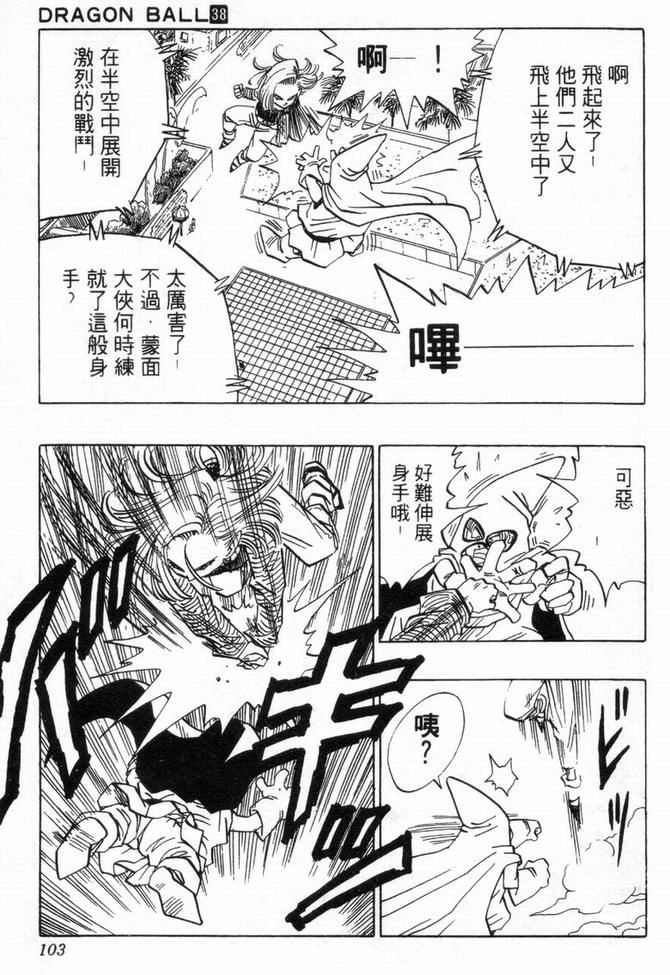 DRAGON BALL 38
啊
飛起來了！
他們二人又
飛上半空中了
啊——！
在半空中展開
激烈的戰鬥！
太厲害了！
不過．蒙面
大俠何時練
就了這般身
手？
嗶——
可惡！
好難伸展
身手哦！
咦？
バキッ!!
103